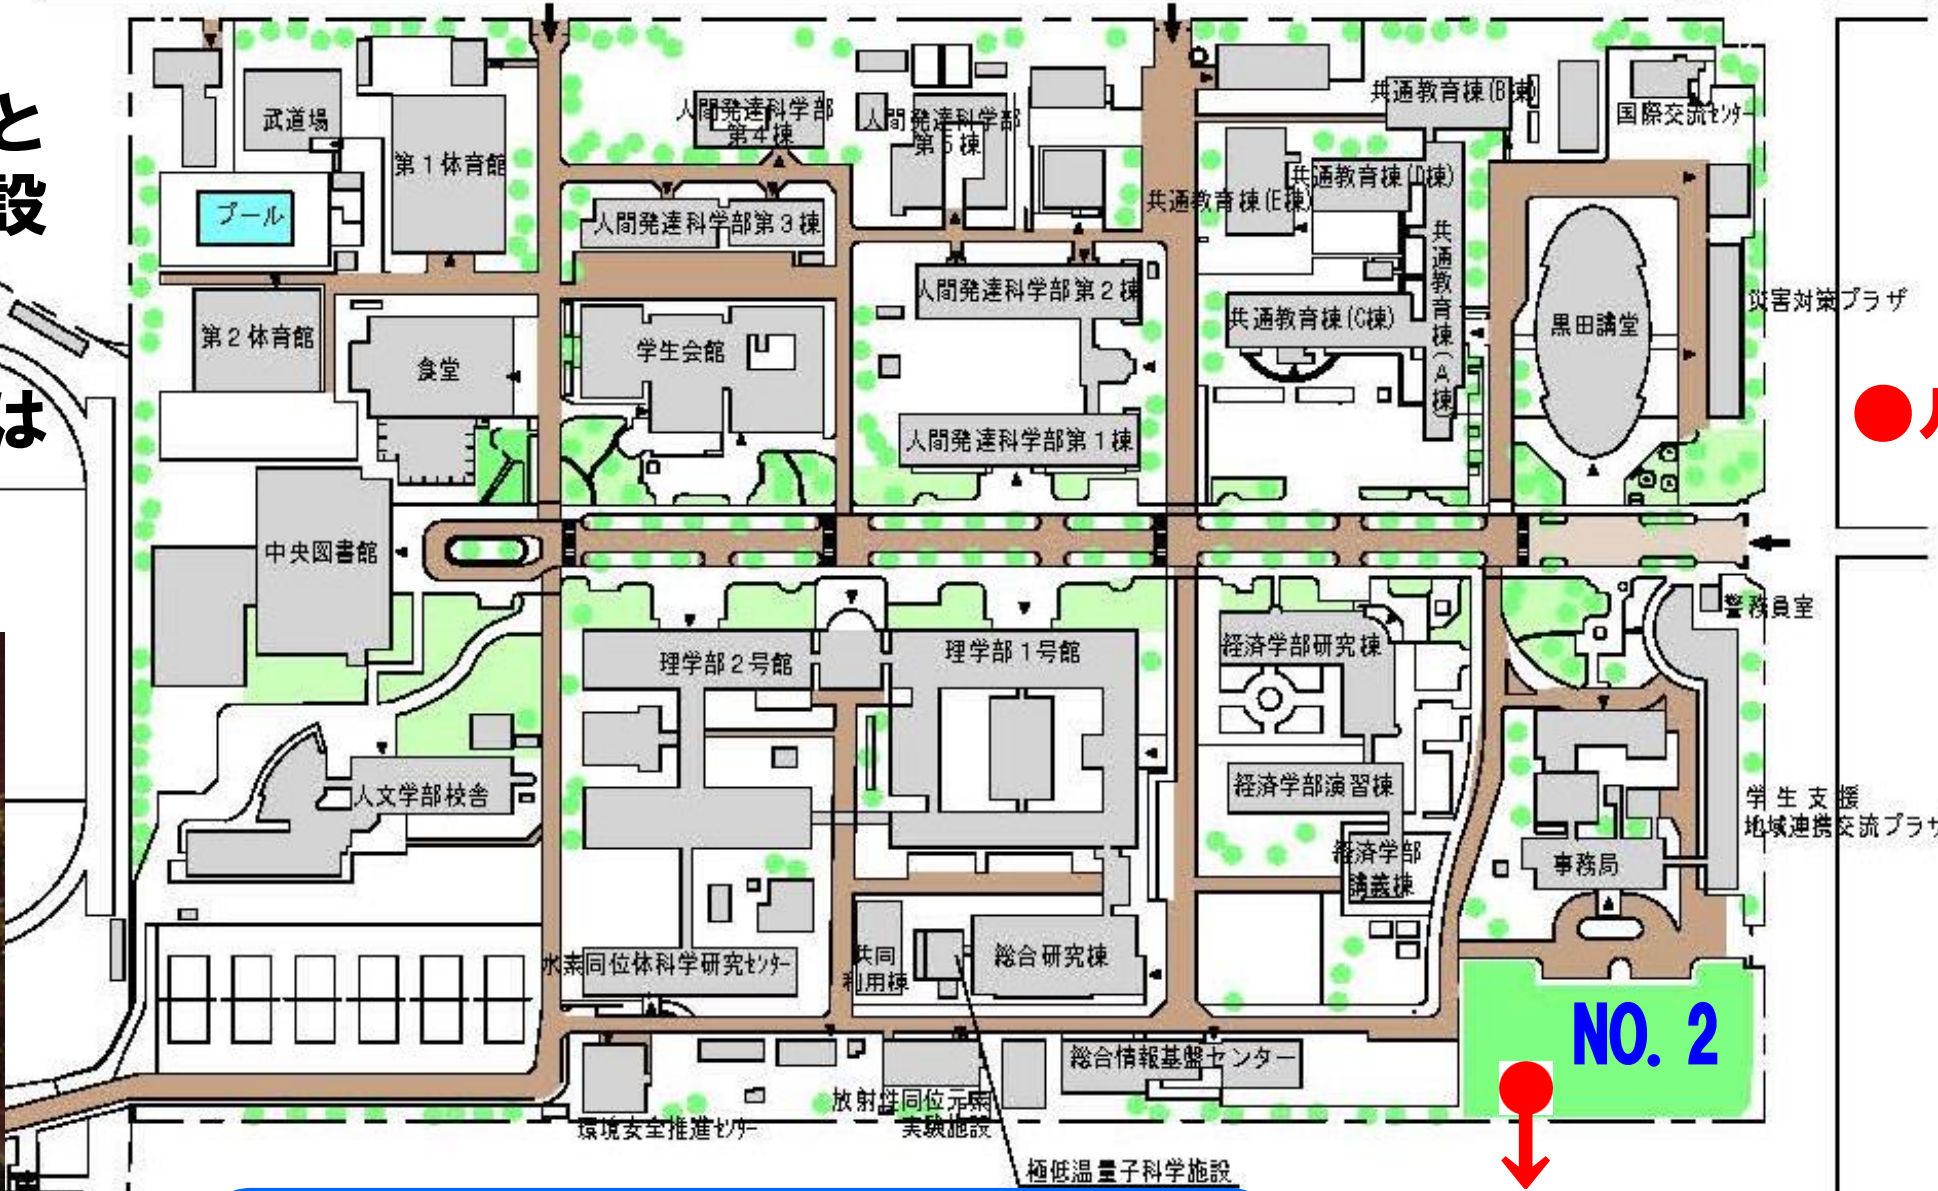 と
設
は
武道場
第1体育館
プール
第2体育館
食堂
人間発達科学部
第4棟
人間発達科学部
第5棟
人間発達科学部第3棟
人間発達科学部第2棟
人間発達科学部第1棟
学生会館
共通教育棟(B棟)
共通教育棟(D棟)
共通教育棟(E棟)
共通教育棟(C棟)
共通教育棟(A棟)
国際交流センター
黒田講堂
災害対策プラザ
中央図書館
警務員室
理学部2号館
理学部1号館
経済学部研究棟
経済学部演習棟
経済学部
講義棟
人文学部校舎
学生支援
地域連携交流プラザ
事務局
水素同位体科学研究センター
共同
利用棟
総合研究棟
NO. 2
総合情報基盤センター
放射性同位元素
実験施設
環境安全推進センター
極低温量子科学施設